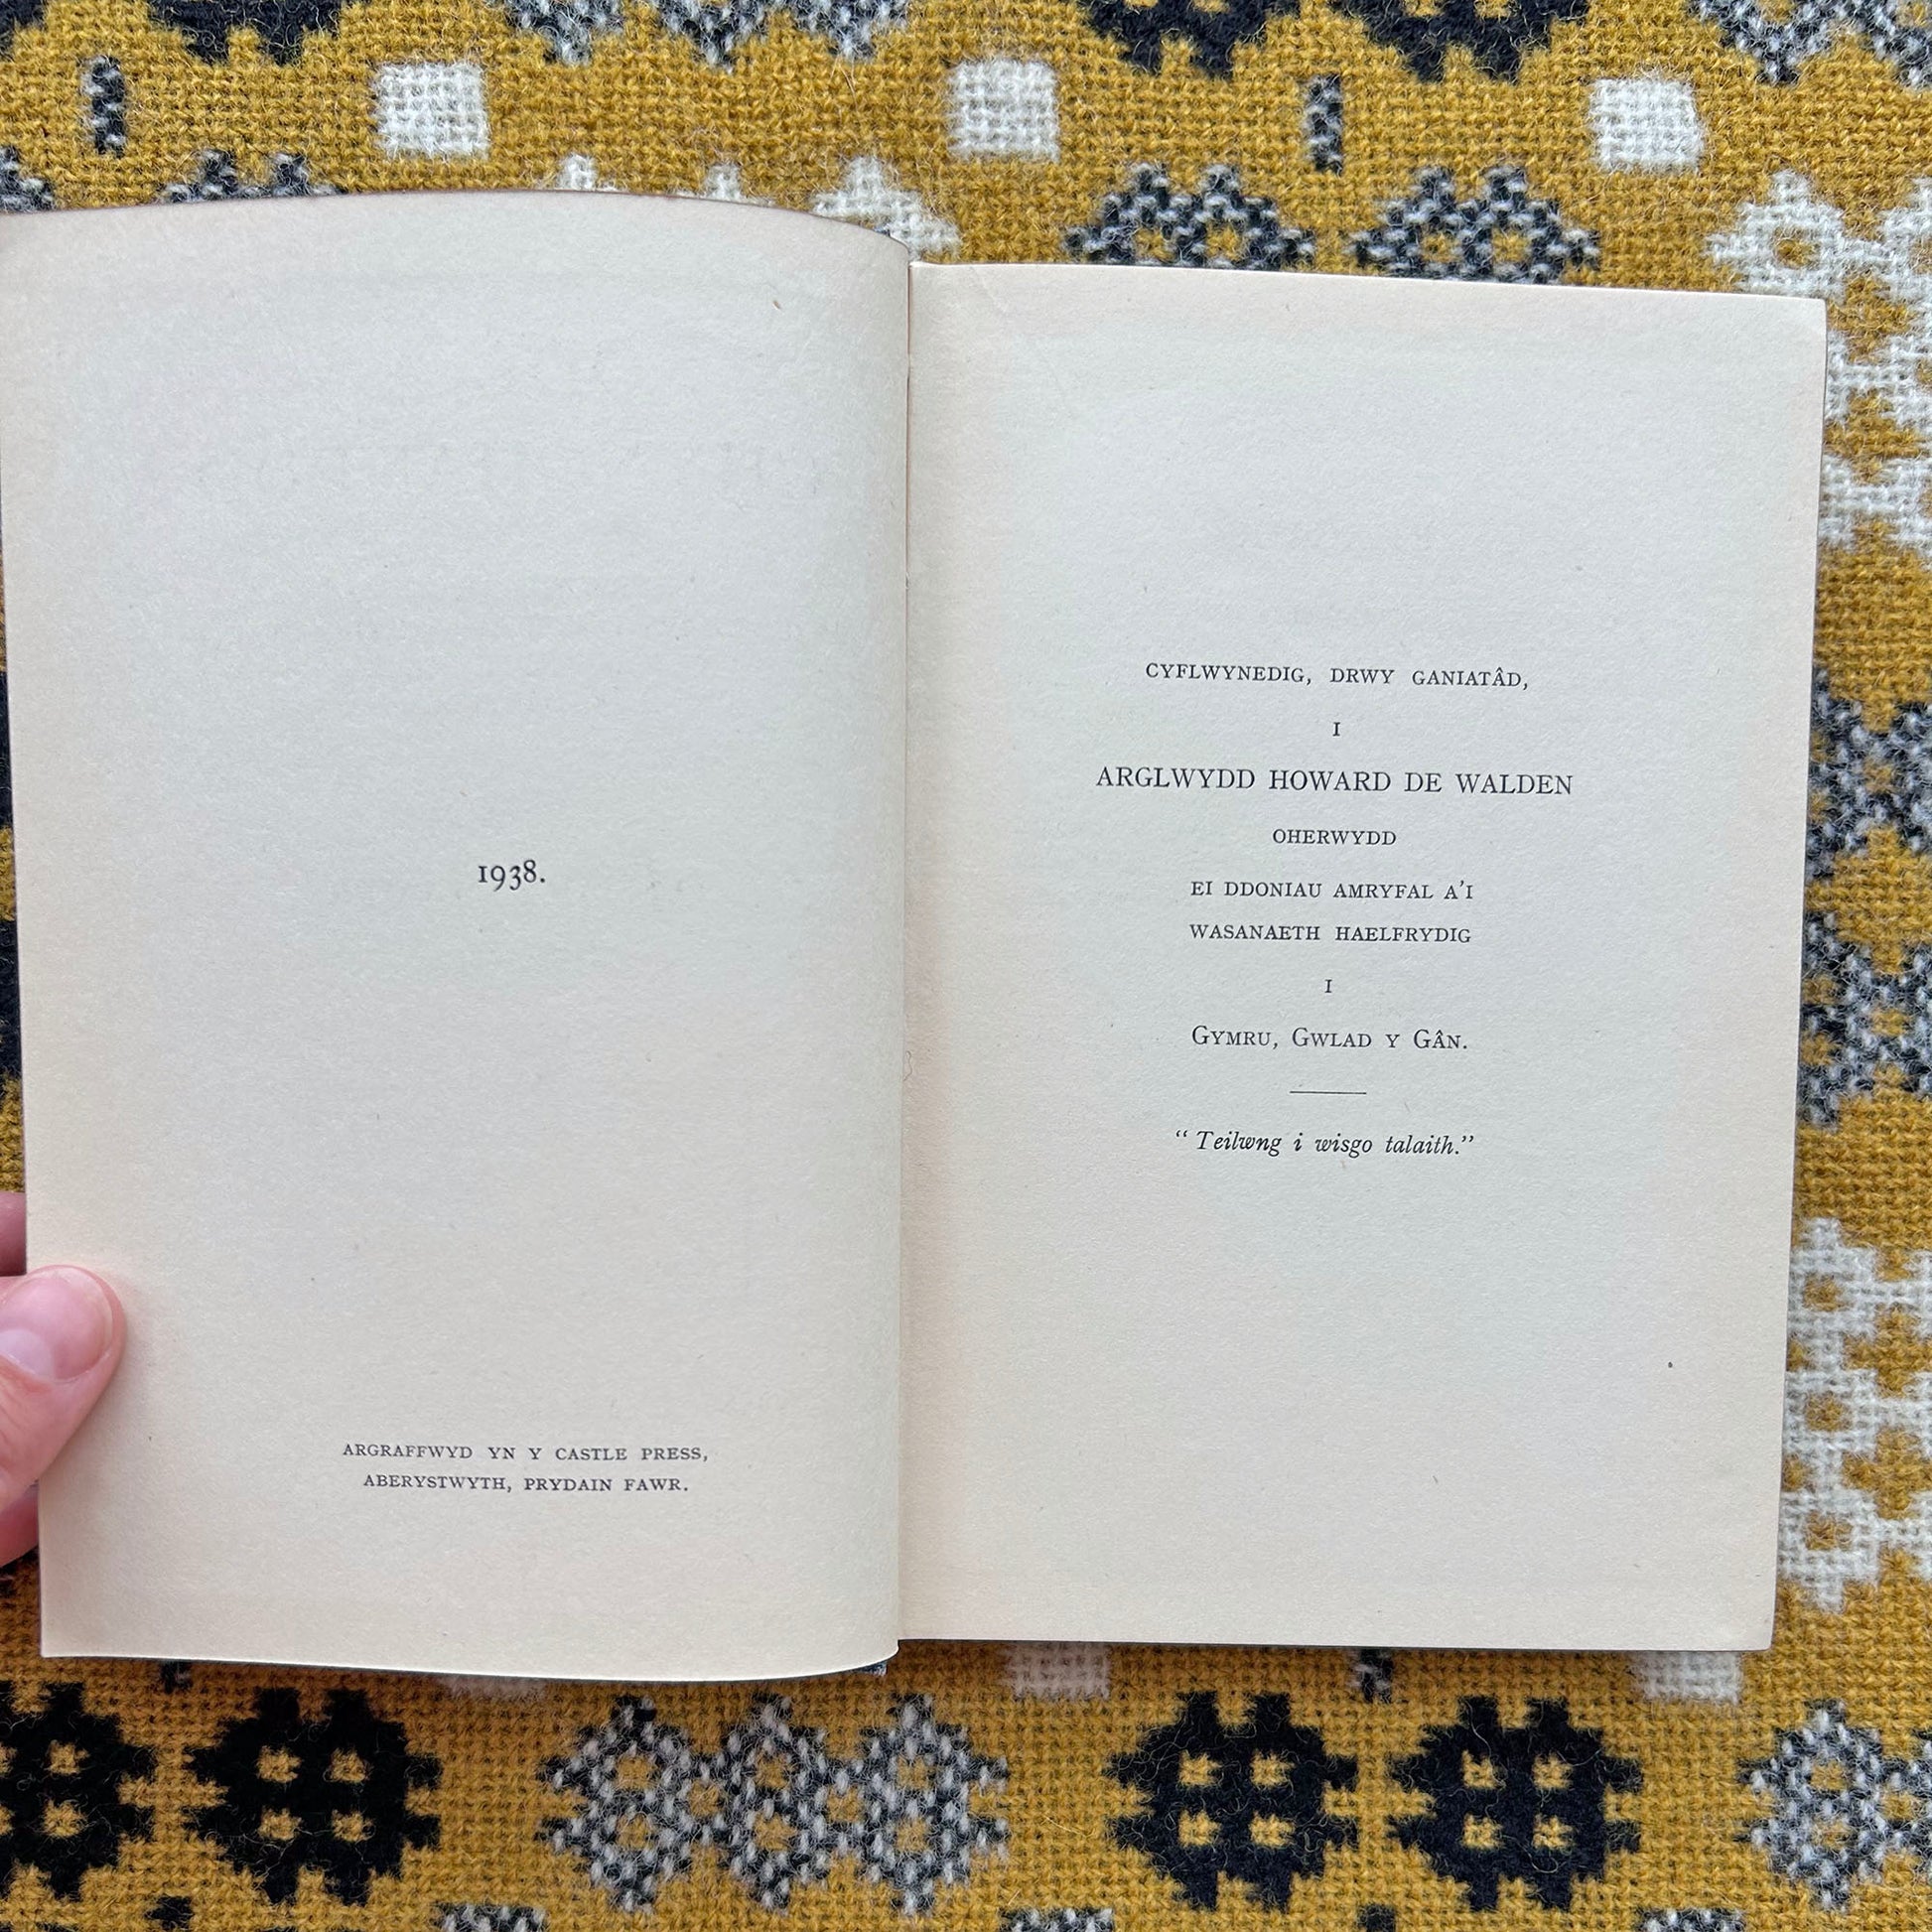 1938.
ARGRAFFWYD YN Y CASTLE PRESS,
ABERYSTWYTH, PRYDAIN FAWR.
CYFLWYNEDIG, DRWY GANIATÂD,
I
ARGLWYDD HOWARD DE WALDEN
OHERWYDD
EI DDONIAU AMRYFAL A'I
WASANAETH HAELFRYDIG
I
GYMRU, GWLAD Y GÂN.
"Teilwng i wisgo talaith."